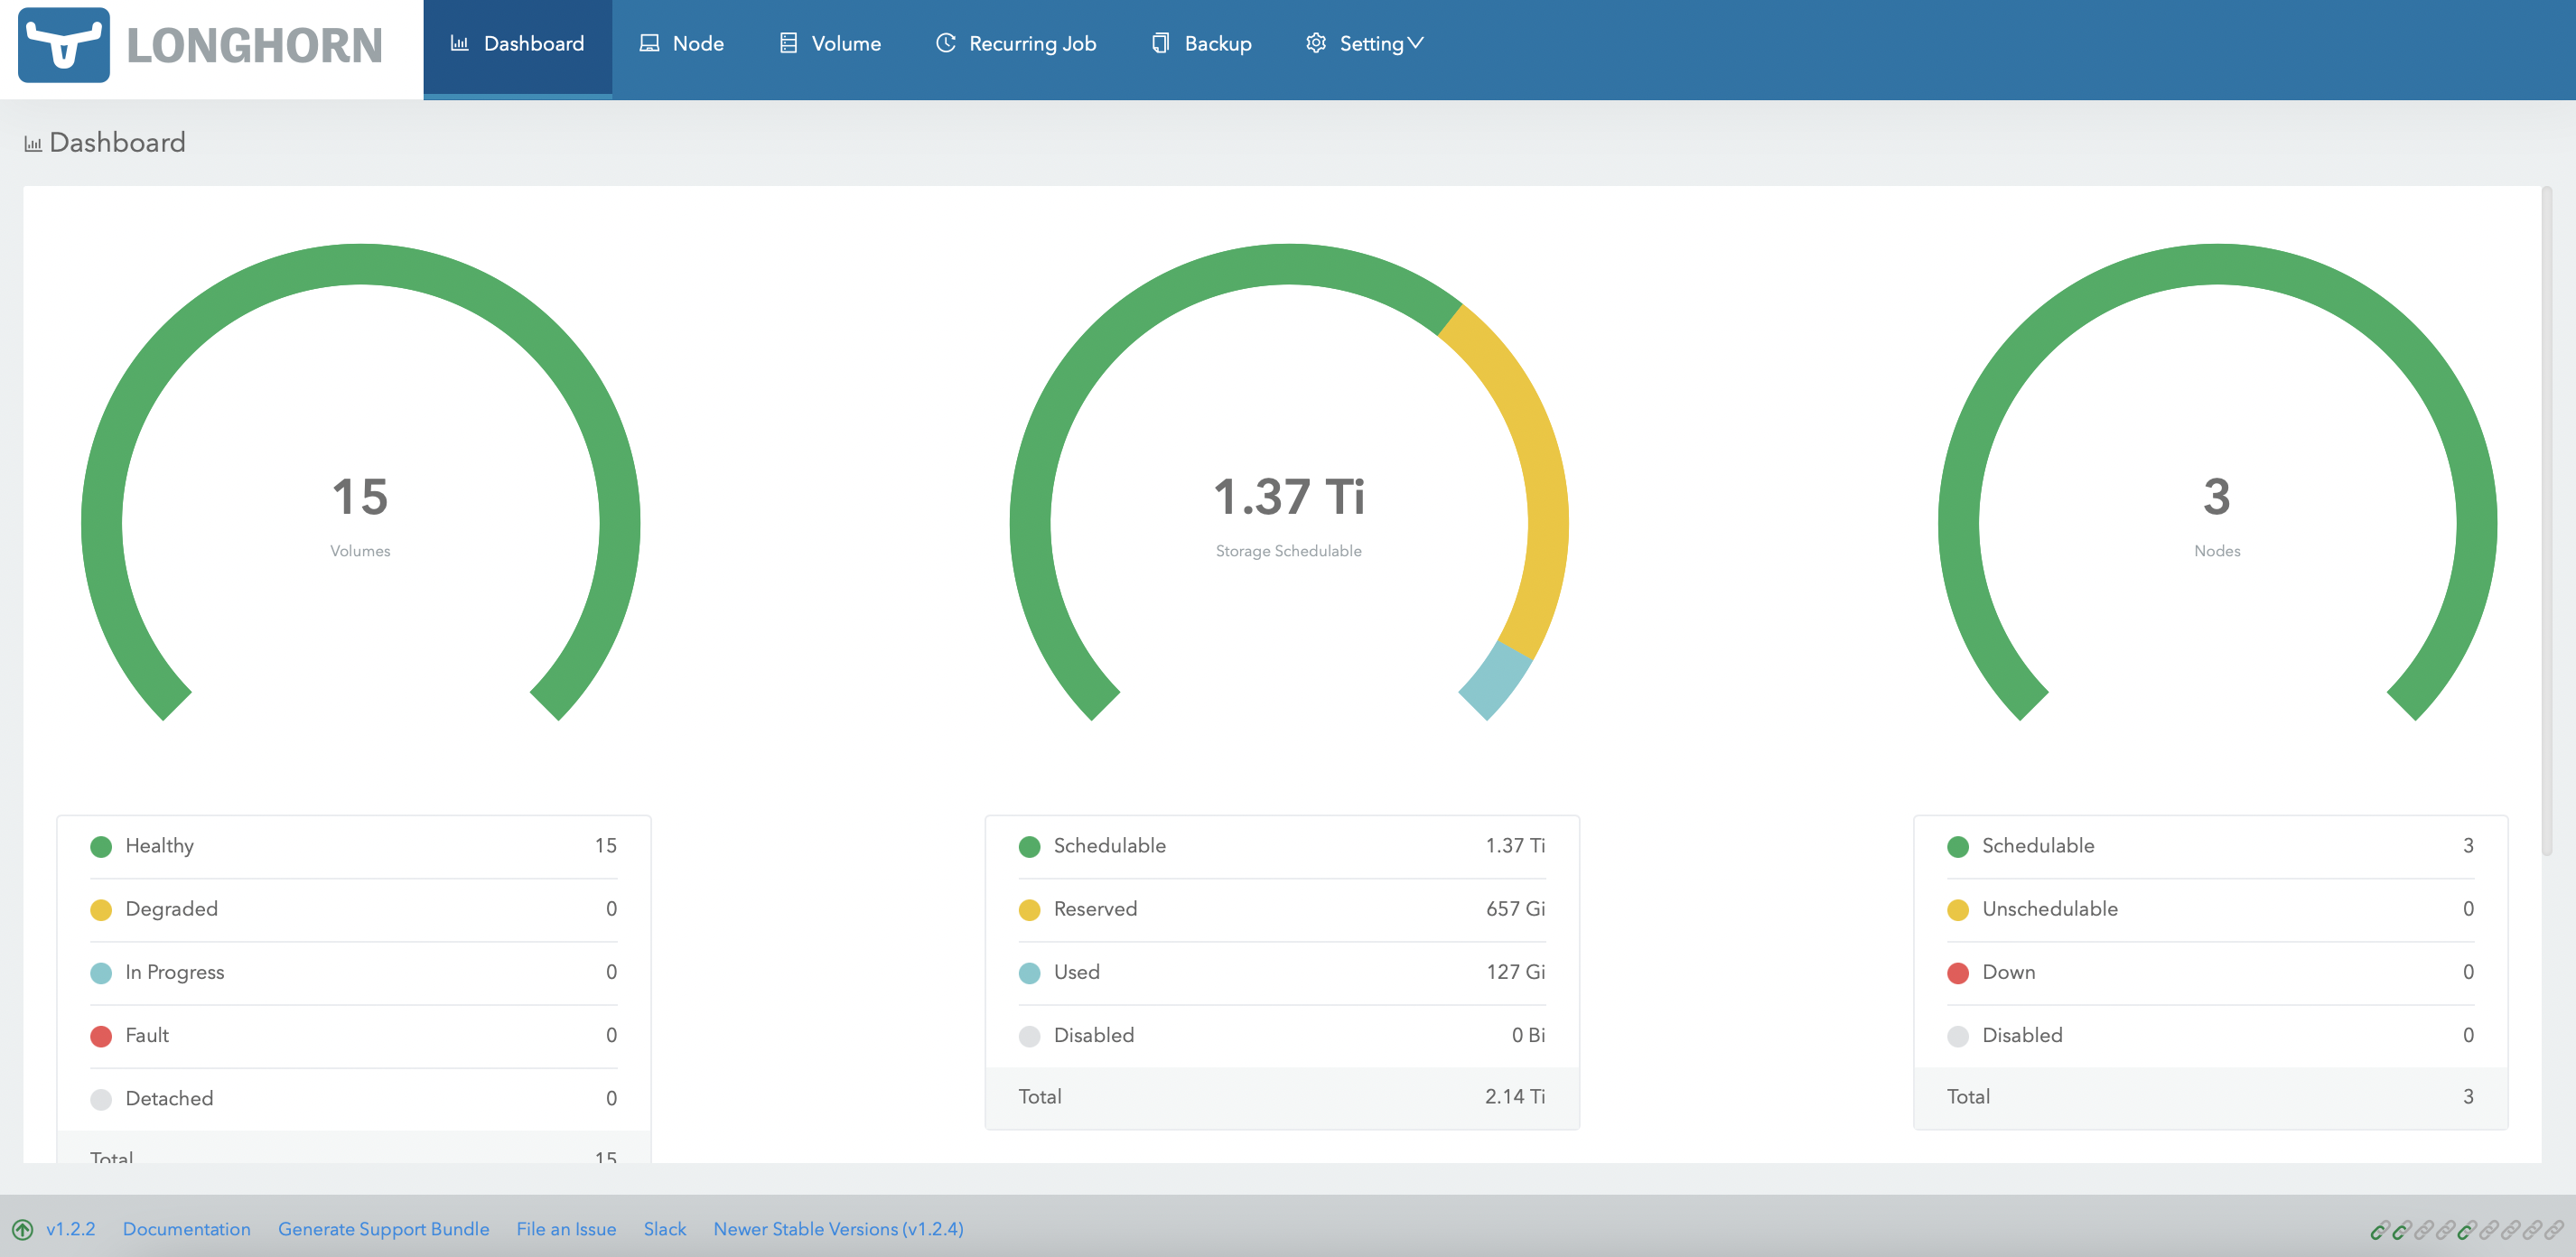 LONGHORN
Dashboard Node Volume Recurring Job Backup Setting
Dashboard
15
Volumes
1.37 Ti
Storage Schedulable
3
Nodes
Healthy 15
Degraded 0
In Progress 0
Fault 0
Detached 0
Total 15
Schedulable 1.37 Ti
Reserved 657 Gi
Used 127 Gi
Disabled 0 Bi
Total 2.14 Ti
Schedulable 3
Unschedulable 0
Down 0
Disabled 0
Total 3
v1.2.2 Documentation Generate Support Bundle File an Issue Slack Newer Stable Versions (v1.2.4)